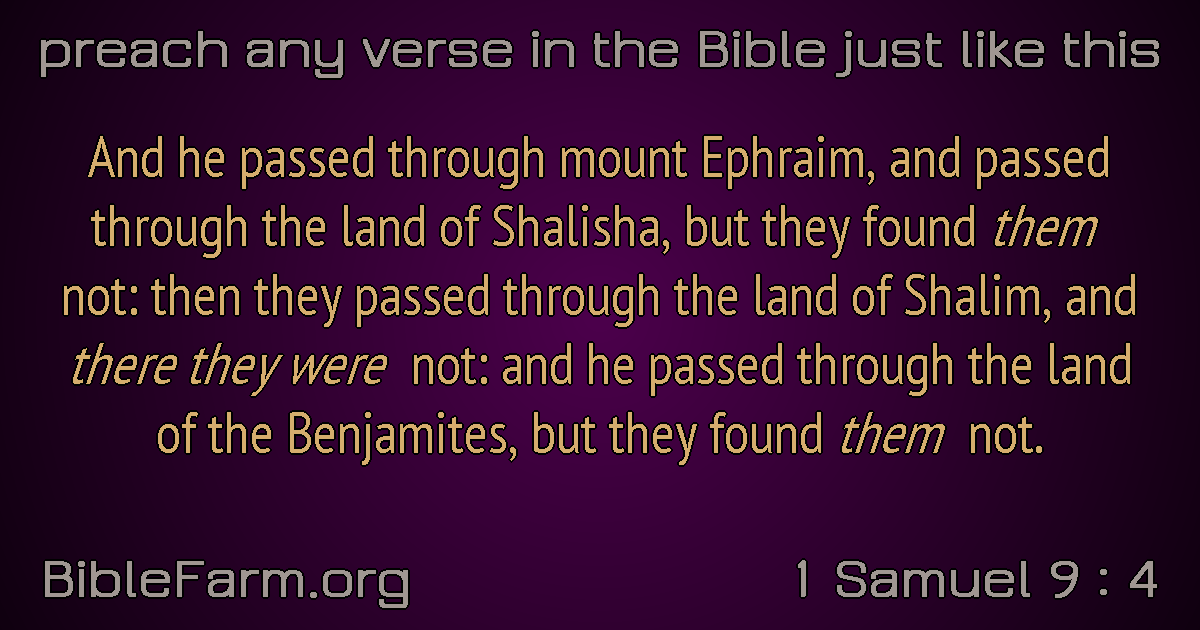 preach any verse in the Bible just like this
And he passed through mount Ephraim, and passed
through the land of Shalisha, but they found them
not: then they passed through the land of Shalim, and
there they were not: and he passed through the land
of the Benjamites, but they found them not.
BibleFarm.org
1 Samuel 9 : 4